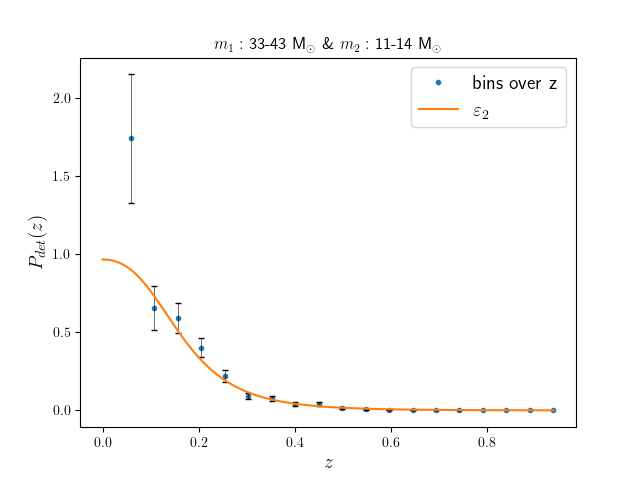 m₁ : 33-43 M⊙ & m₂ : 11-14 M⊙
bins over z
ε₂
P_det(z)
2.0
1.5
1.0
0.5
0.0
0.0 0.2 0.4 0.6 0.8
z